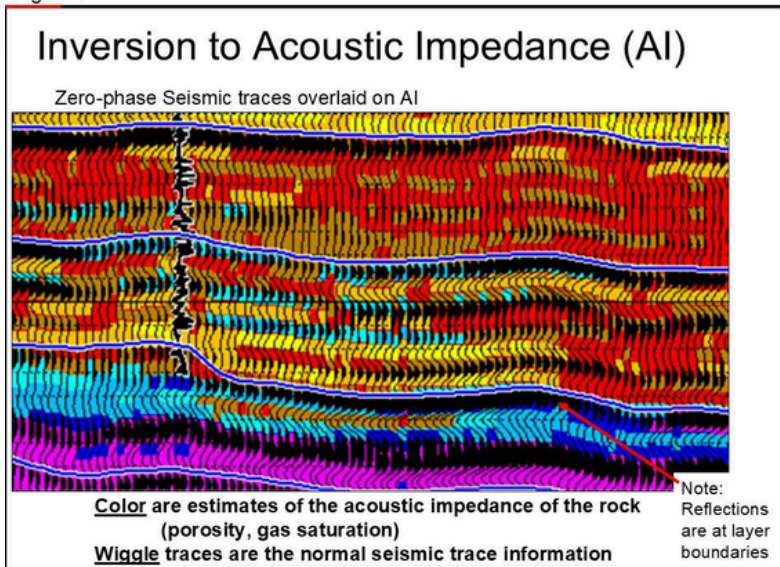 Inversion to Acoustic Impedance (AI)
Zero-phase Seismic traces overlaid on AI
Color are estimates of the acoustic impedance of the rock
(porosity, gas saturation)
Wiggle traces are the normal seismic trace information
Note:
Reflections
are at layer
boundaries